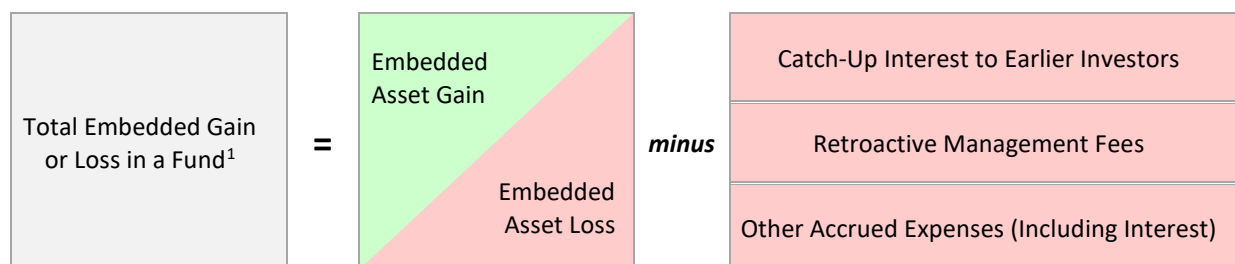 Total Embedded Gain
or Loss in a Fund¹
=
Embedded
Asset Gain
Embedded
Asset Loss
minus
Catch-Up Interest to Earlier Investors
Retroactive Management Fees
Other Accrued Expenses (Including Interest)